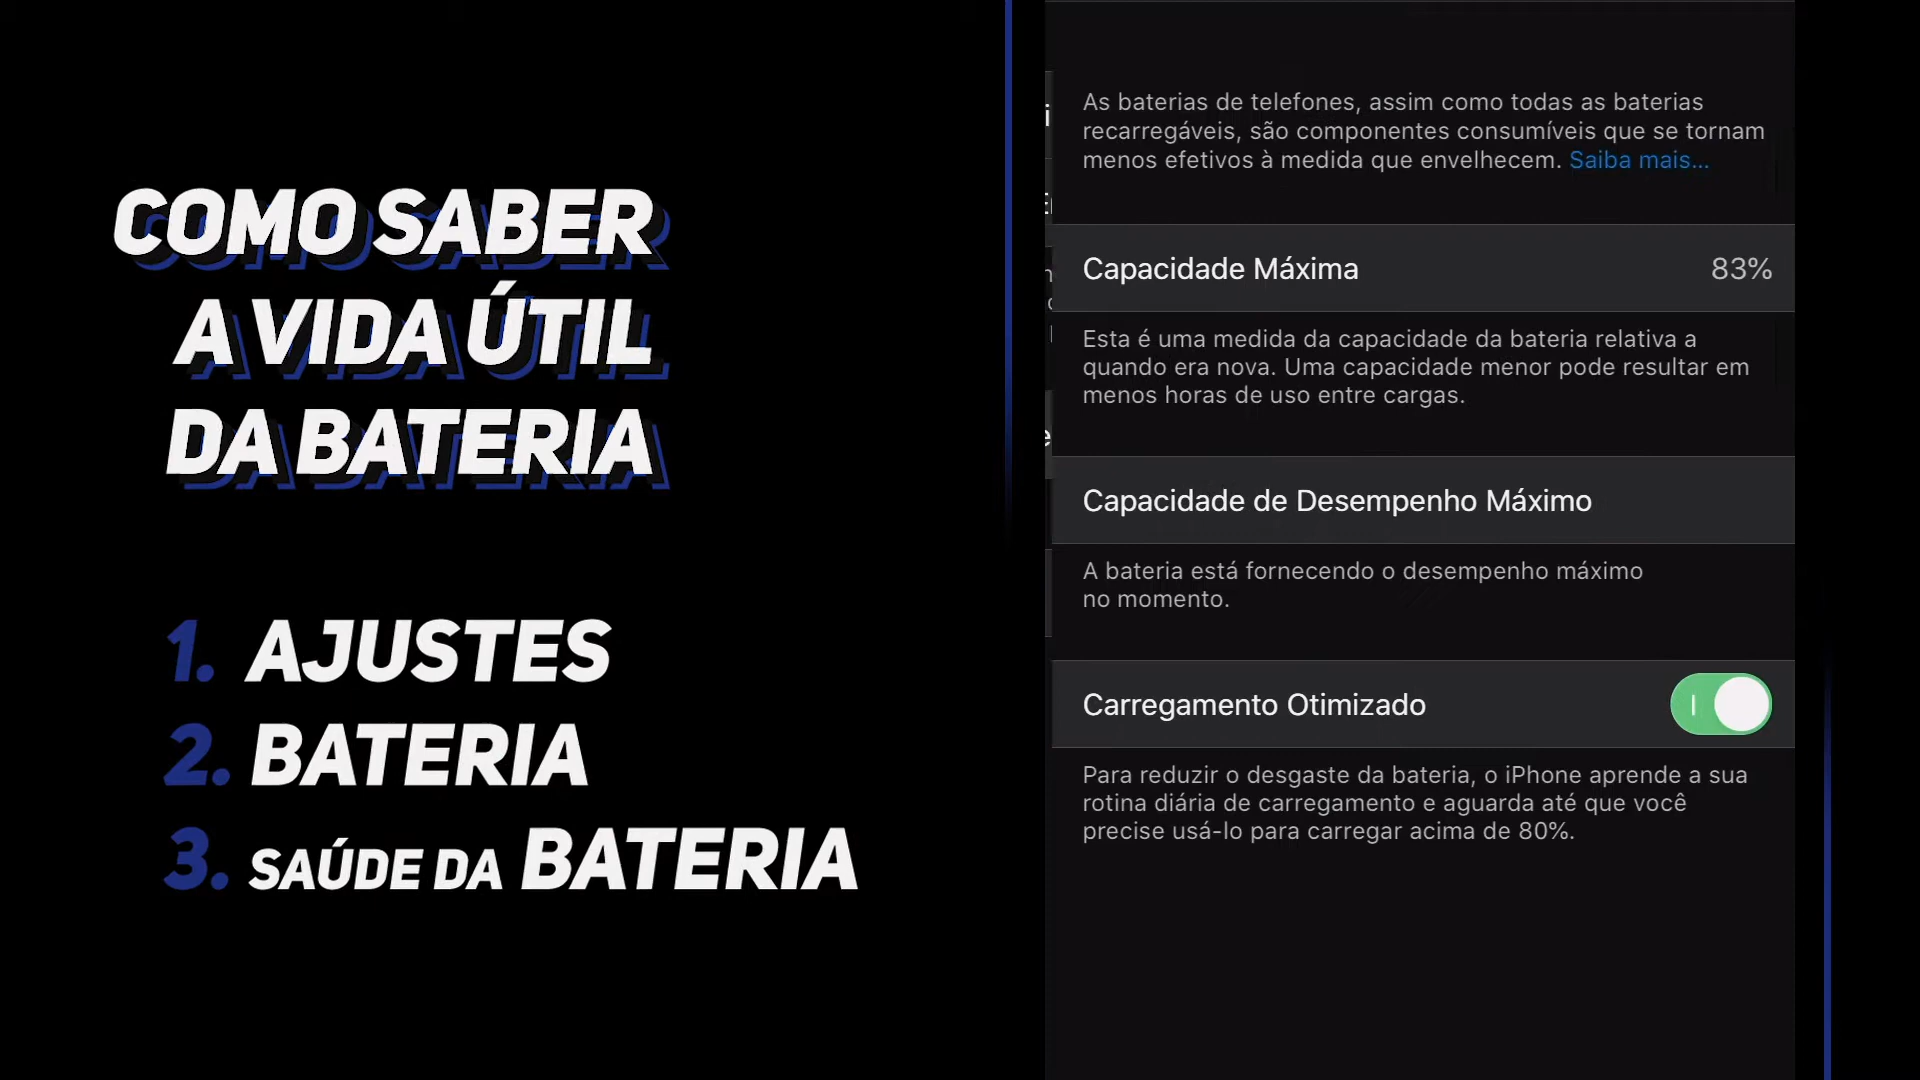 COMO SABER
A VIDA ÚTIL
DA BATERIA
1. AJUSTES
2. BATERIA
3. SAÚDE DA BATERIA
As baterias de telefones, assim como todas as baterias
recarregáveis, são componentes consumíveis que se tornam
menos efetivos à medida que envelhecem. Saiba mais...
Capacidade Máxima 83%
Esta é uma medida da capacidade da bateria relativa a
quando era nova. Uma capacidade menor pode resultar em
menos horas de uso entre cargas.
Capacidade de Desempenho Máximo
A bateria está fornecendo o desempenho máximo
no momento.
Carregamento Otimizado
Para reduzir o desgaste da bateria, o iPhone aprende a sua
rotina diária de carregamento e aguarda até que você
precise usá-lo para carregar acima de 80%.